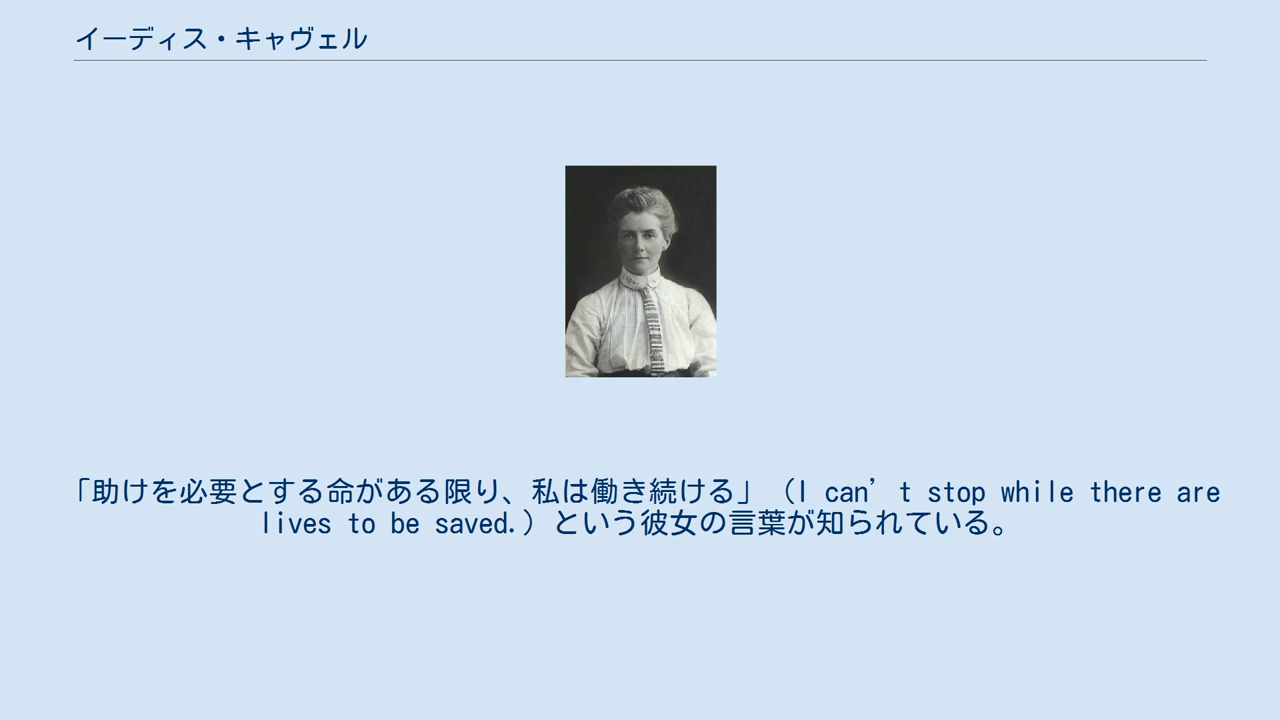 イーディス・キャヴェル
「助けを必要とする命がある限り、私は働き続ける」（I can’t stop while there are
lives to be saved.）という彼女の言葉が知られている。